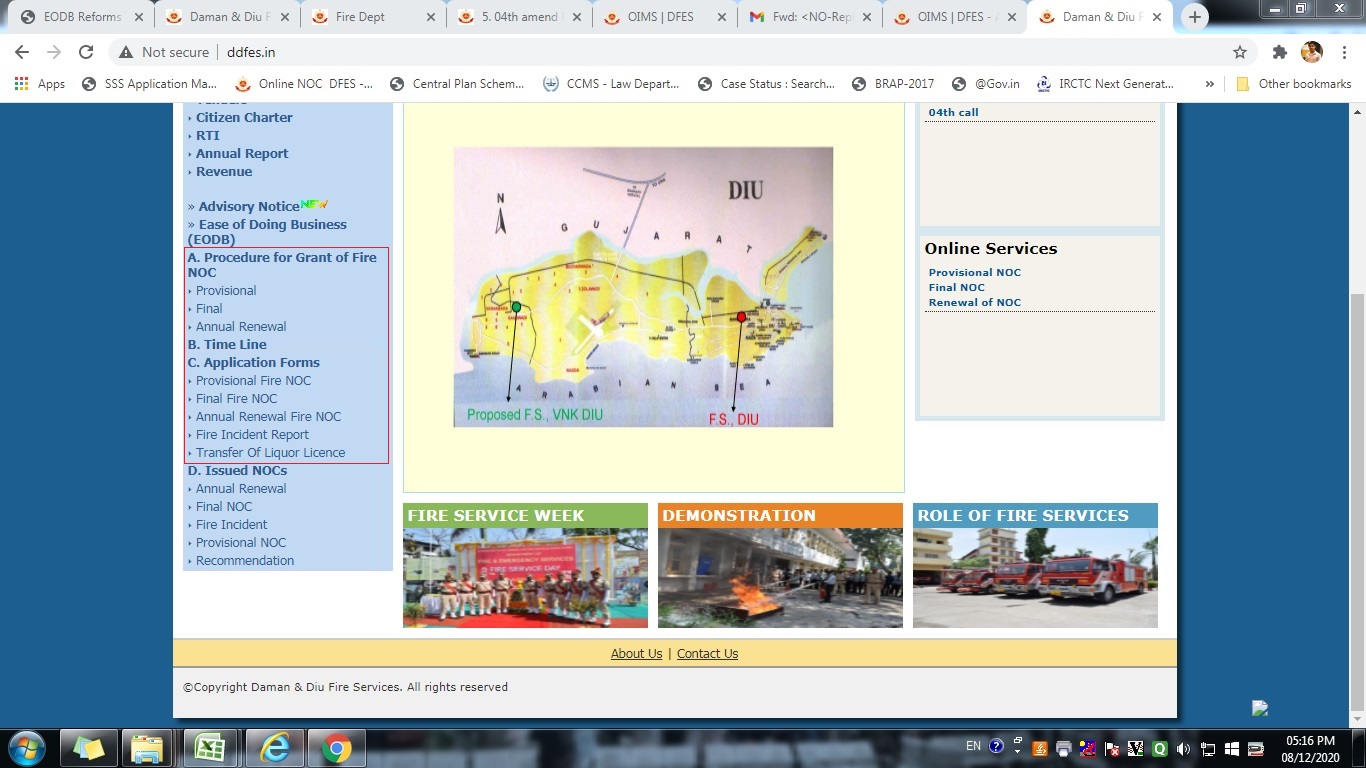 EODB Reforms
Daman & Diu F
Fire Dept
5. 04th amend
OIMS | DFES
Fwd: <NO-Rep
OIMS | DFES -
Daman & Diu F
Not secure | ddfes.in
Apps
SSS Application Ma...
Online NOC DFES -...
Central Plan Schem...
CCMS - Law Depart...
Case Status : Search...
BRAP-2017
@Gov.in
IRCTC Next Generat...
»
Other bookmarks
Citizen Charter
RTI
Annual Report
Revenue
» Advisory Notice NEW
» Ease of Doing Business
(EODB)
A. Procedure for Grant of Fire
NOC
Provisional
Final
Annual Renewal
B. Time Line
C. Application Forms
Provisional Fire NOC
Final Fire NOC
Annual Renewal Fire NOC
Fire Incident Report
Transfer Of Liquor Licence
D. Issued NOCs
Annual Renewal
Final NOC
Fire Incident
Provisional NOC
Recommendation
DIU
N
GUJARAT
ARABIAN SEA
Proposed F.S., VNK DIU
F.S., DIU
04th call
Online Services
Provisional NOC
Final NOC
Renewal of NOC
FIRE SERVICE WEEK
DEMONSTRATION
ROLE OF FIRE SERVICES
FIRE & EMERGENCY SERVICES
FIRE SERVICE DAY
About Us | Contact Us
©Copyright Daman & Diu Fire Services. All rights reserved
EN
05:16 PM
08/12/2020